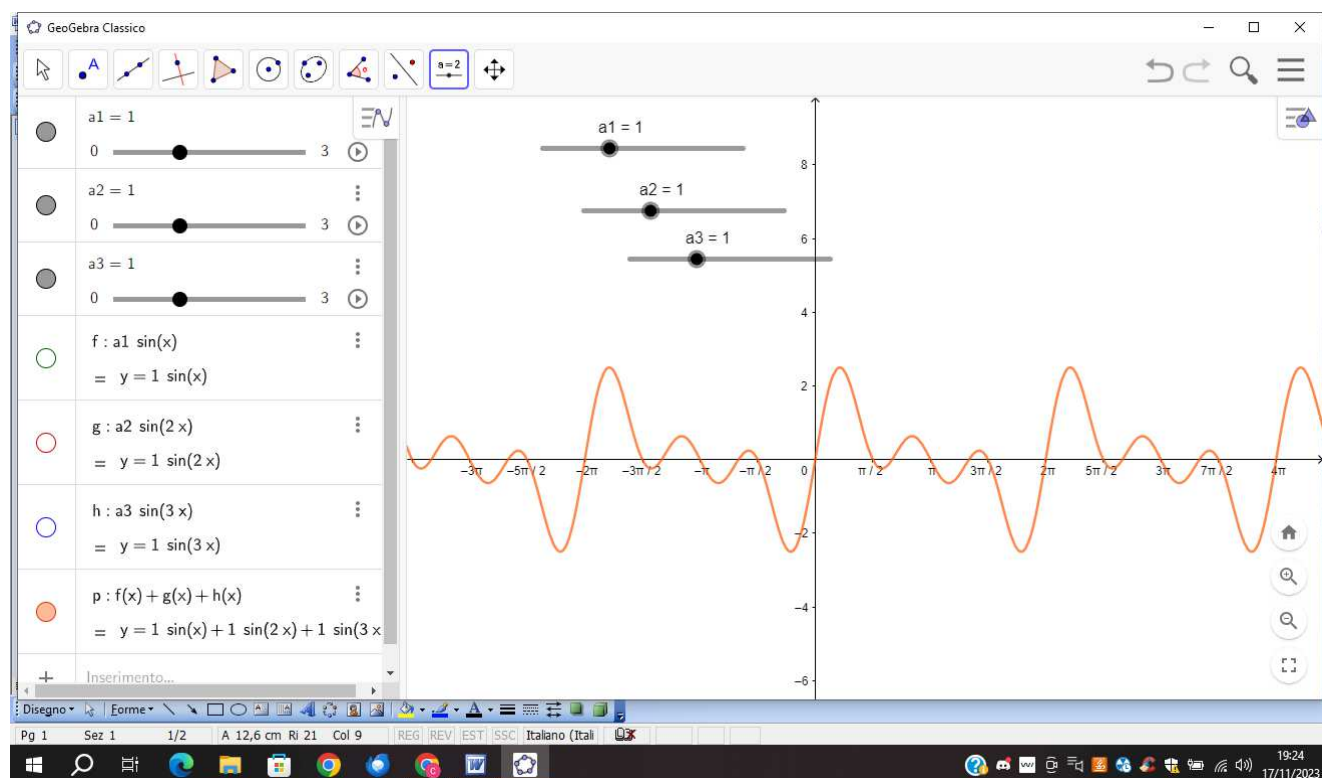 GeoGebra Classico
A
a=2
a1 = 1
0 3
a2 = 1
0 3
a3 = 1
0 3
f : a1 sin(x)
= y = 1 sin(x)
g : a2 sin(2 x)
= y = 1 sin(2 x)
h : a3 sin(3 x)
= y = 1 sin(3 x)
p : f(x) + g(x) + h(x)
= y = 1 sin(x) + 1 sin(2 x) + 1 sin(3 x
Inserimento...
a1 = 1
a2 = 1
a3 = 1
8
6
4
2
−3π −5π / 2 −2π −3π / 2 −π −π / 2 0 π / 2 π 3π / 2 2π 5π / 2 3π 7π / 2 4π
−2
−4
−6
Disegno Forme
Pg 1 Sez 1 1/2 A 12,6 cm Ri 21 Col 9 REG REV EST SSC Italiano (Itali
19:24
17/11/2023